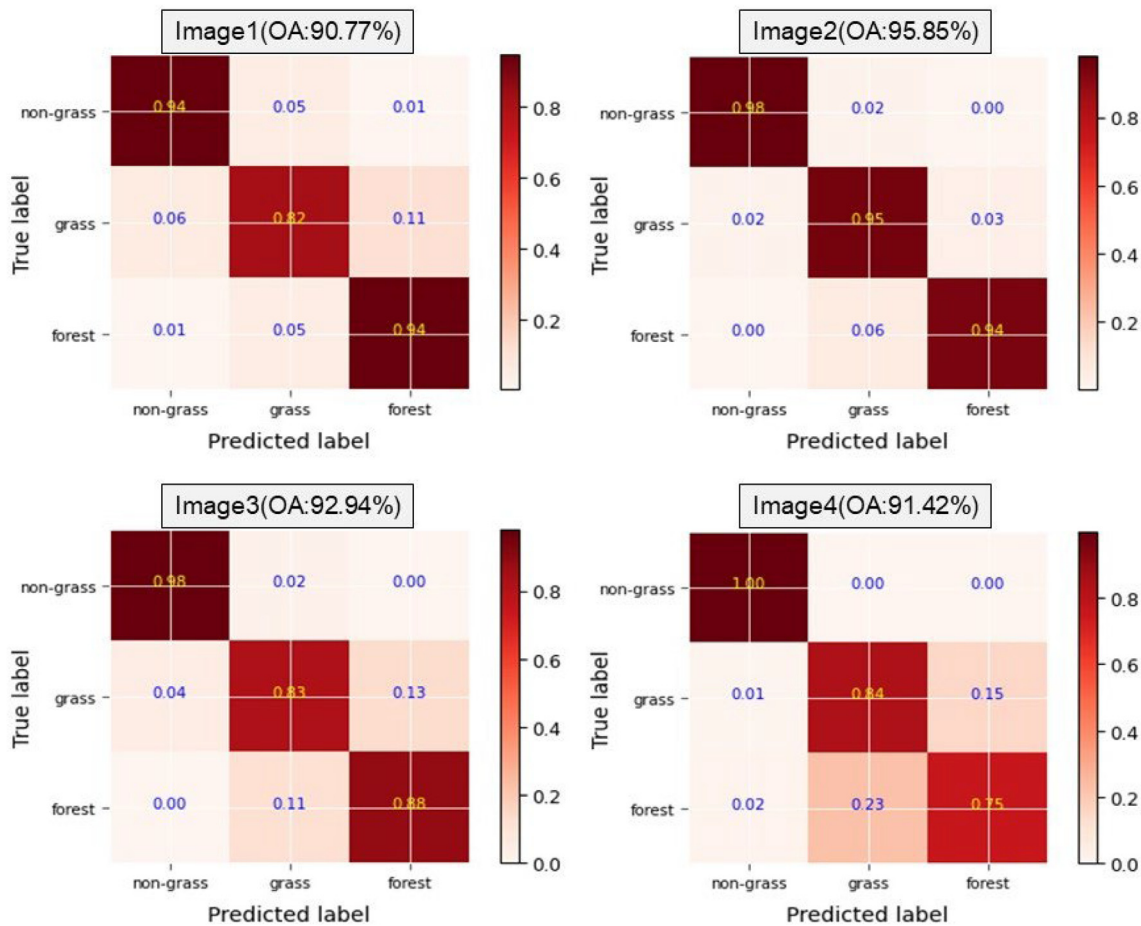 Image1(OA:90.77%)
non-grass 0.94 0.05 0.01 0.8
0.6
True label
grass 0.06 0.82 0.11
0.4
forest 0.01 0.05 0.94 0.2
non-grass grass forest
Predicted label
Image2(OA:95.85%)
non-grass 0.98 0.02 0.00 0.8
0.6
True label
grass 0.02 0.95 0.03
0.4
forest 0.00 0.06 0.94 0.2
non-grass grass forest
Predicted label
Image3(OA:92.94%)
non-grass 0.98 0.02 0.00 0.8
0.6
True label
grass 0.04 0.83 0.13
0.4
forest 0.00 0.11 0.88 0.2
0.0
non-grass grass forest
Predicted label
Image4(OA:91.42%)
non-grass 1.00 0.00 0.00 0.8
0.6
True label
grass 0.01 0.84 0.15
0.4
forest 0.02 0.23 0.75 0.2
0.0
non-grass grass forest
Predicted label